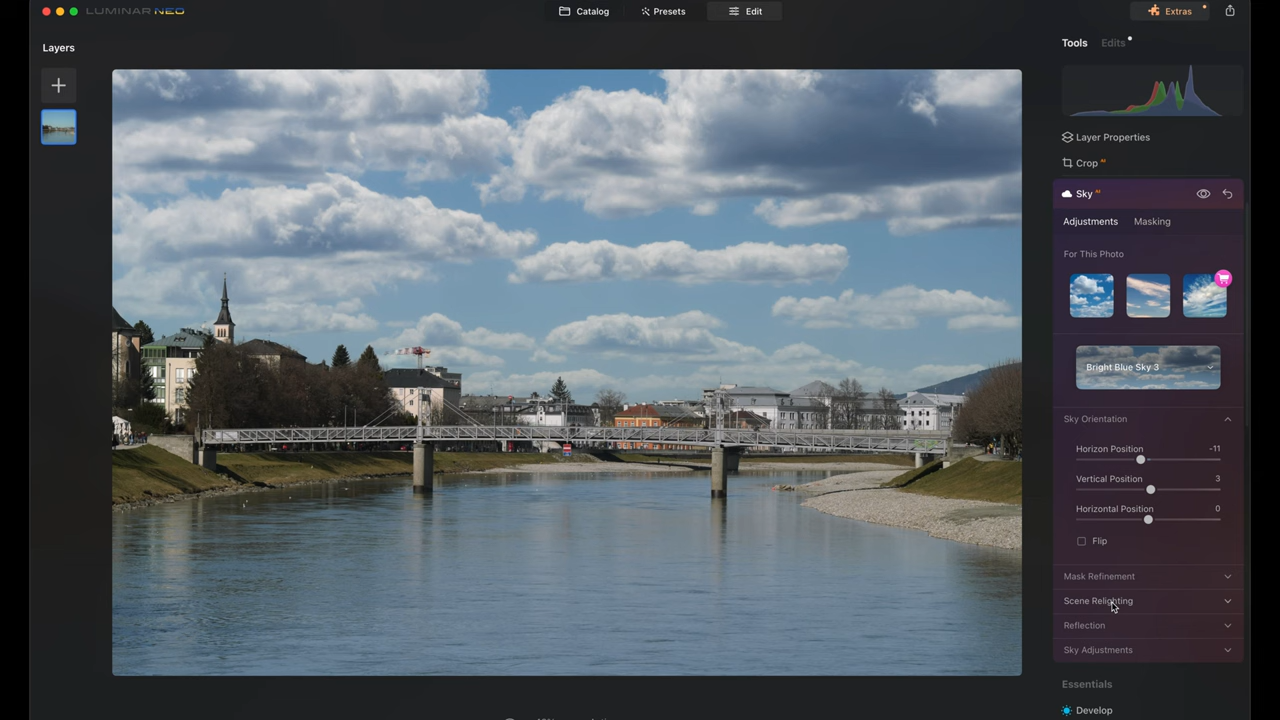 LUMINAR NEO
Catalog
Presets
Edit
Extras
Layers
Tools
Edits
Layer Properties
Crop AI
Sky AI
Adjustments
Masking
For This Photo
Bright Blue Sky 3
Sky Orientation
Horizon Position -11
Vertical Position 3
Horizontal Position 0
Flip
Mask Refinement
Scene Relighting
Reflection
Sky Adjustments
Essentials
Develop